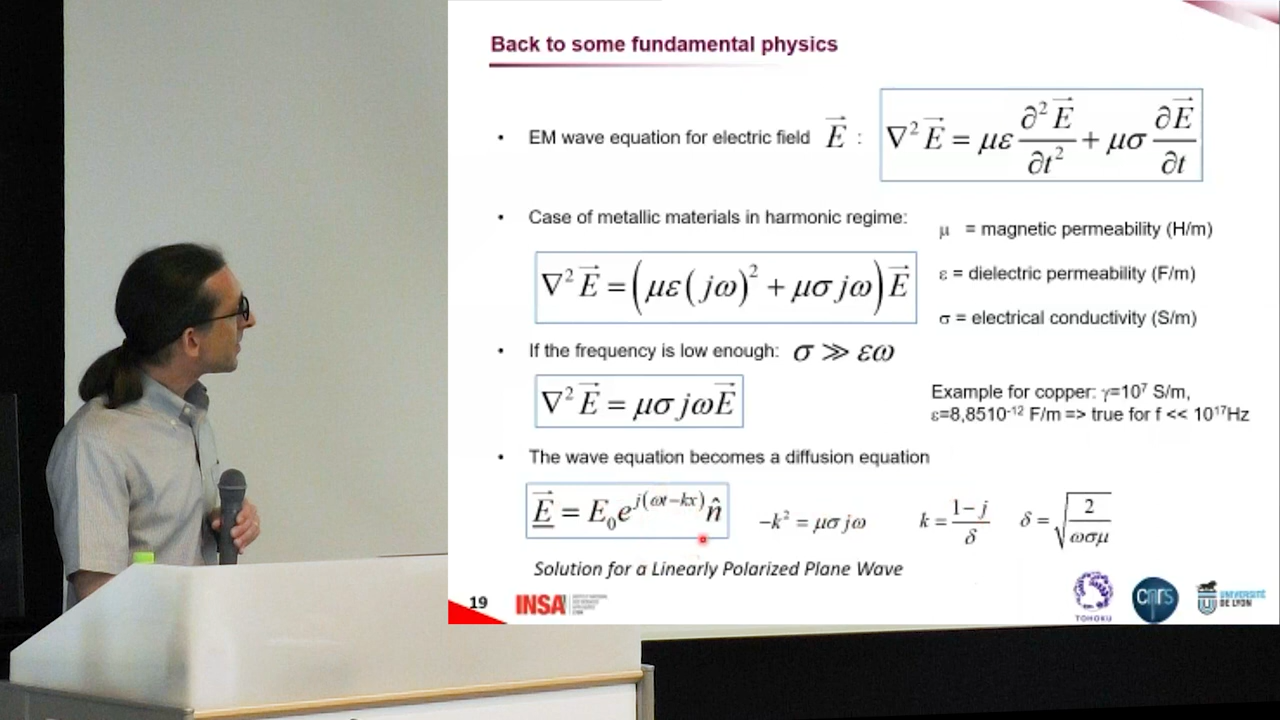 Back to some fundamental physics
• EM wave equation for electric field E⃗ : ∇²E⃗ = με ∂²E⃗/∂t² + μσ ∂E⃗/∂t
• Case of metallic materials in harmonic regime:
μ = magnetic permeability (H/m)
∇²E⃗ = (με(jω)² + μσjω)E⃗
ε = dielectric permeability (F/m)
σ = electrical conductivity (S/m)
• If the frequency is low enough: σ ≫ εω
∇²E⃗ = μσjωE⃗
Example for copper: γ=10⁷ S/m,
ε=8,8510⁻¹² F/m => true for f << 10¹⁷Hz
• The wave equation becomes a diffusion equation
E⃗ = E₀e^{j(ωt−kx)}n̂ −k² = μσjω k = (1−j)/δ δ = √(2/(ωσμ))
Solution for a Linearly Polarized Plane Wave
19
INSA
TOHOKU
cnrs
UNIVERSITÉ
DE LYON